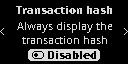 Transaction hash
Always display the
transaction hash
Disabled